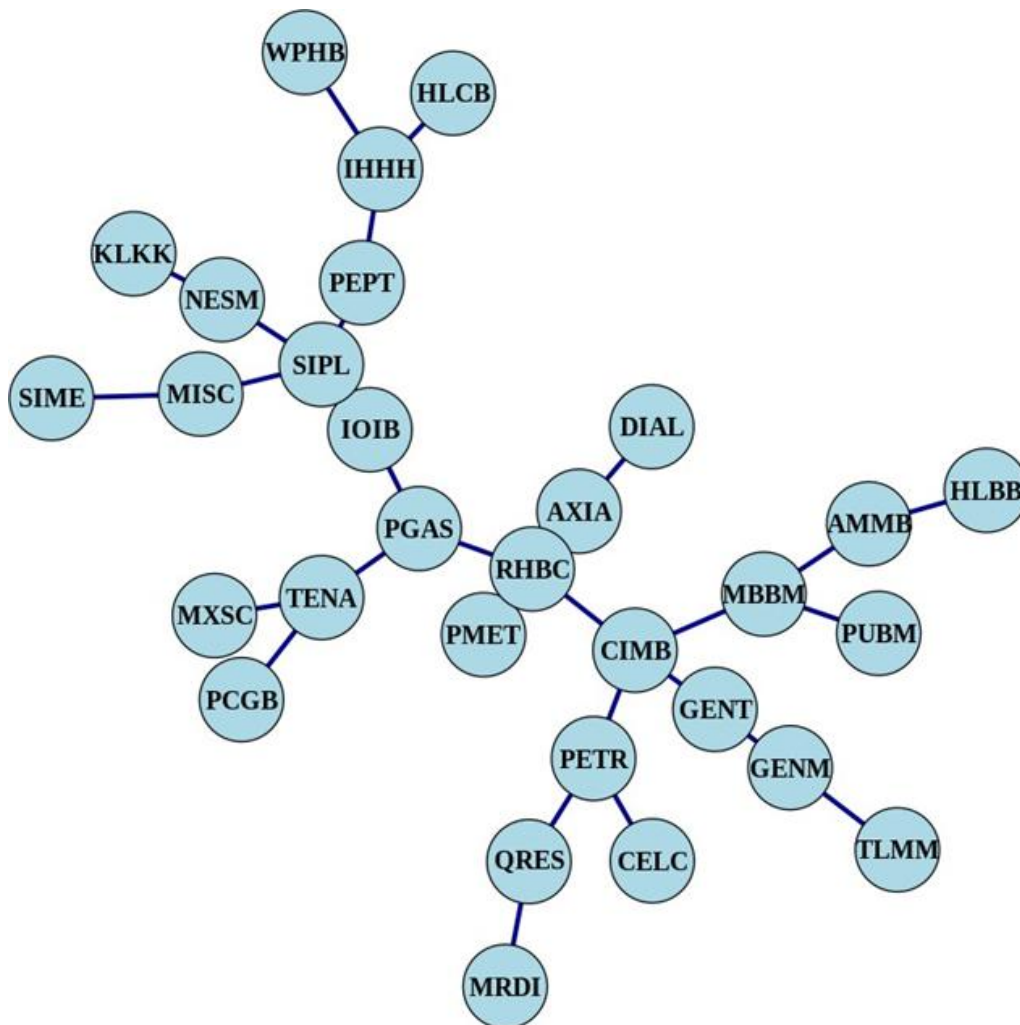 WPHB
HLCB
IHHH
KLKK
PEPT
NESM
SIPL
SIME
MISC
IOIB
DIAL
HLBB
AXIA
AMMB
PGAS
RHBC
MBBM
TENA
MXSC
PMET
PUBM
CIMB
PCGB
GENT
PETR
GENM
TLMM
QRES
CELC
MRDI